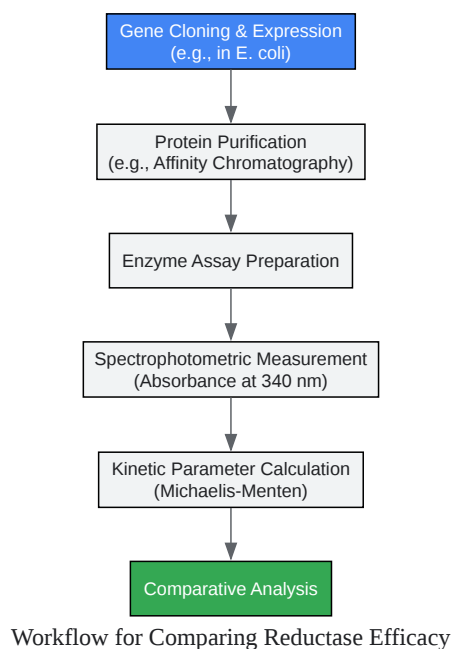 Gene Cloning & Expression
(e.g., in E. coli)
Protein Purification
(e.g., Affinity Chromatography)
Enzyme Assay Preparation
Spectrophotometric Measurement
(Absorbance at 340 nm)
Kinetic Parameter Calculation
(Michaelis-Menten)
Comparative Analysis
Workflow for Comparing Reductase Efficacy